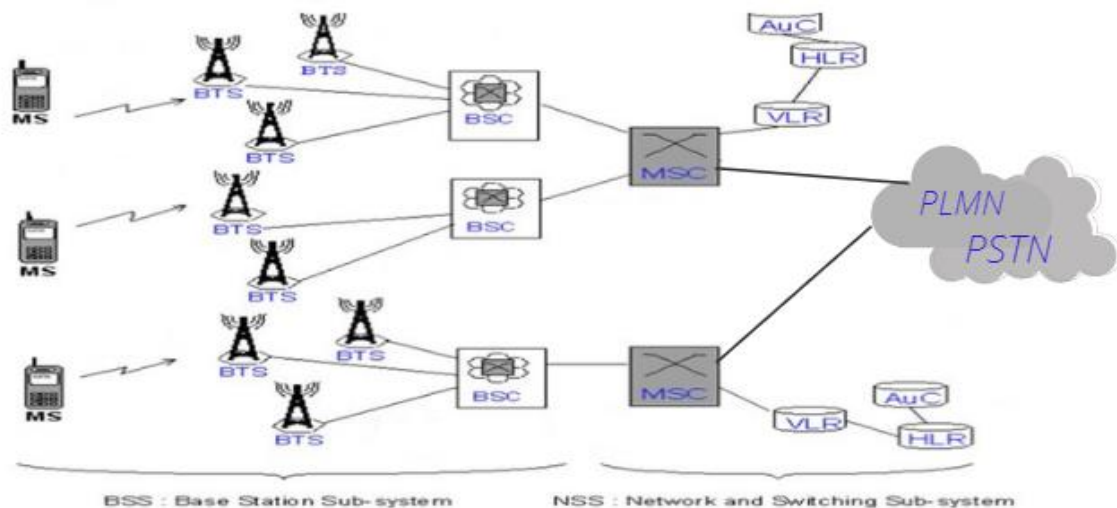 AuC
HLR
BTS
BTS
MS
BSC
VLR
BTS
MSC
BTS
BSC
PLMN
PSTN
MS
BTS
BTS
BTS
BSC
MSC
MS
BTS
AuC
VLR
HLR
BSS : Base Station Sub-system
NSS : Network and Switching Sub-system